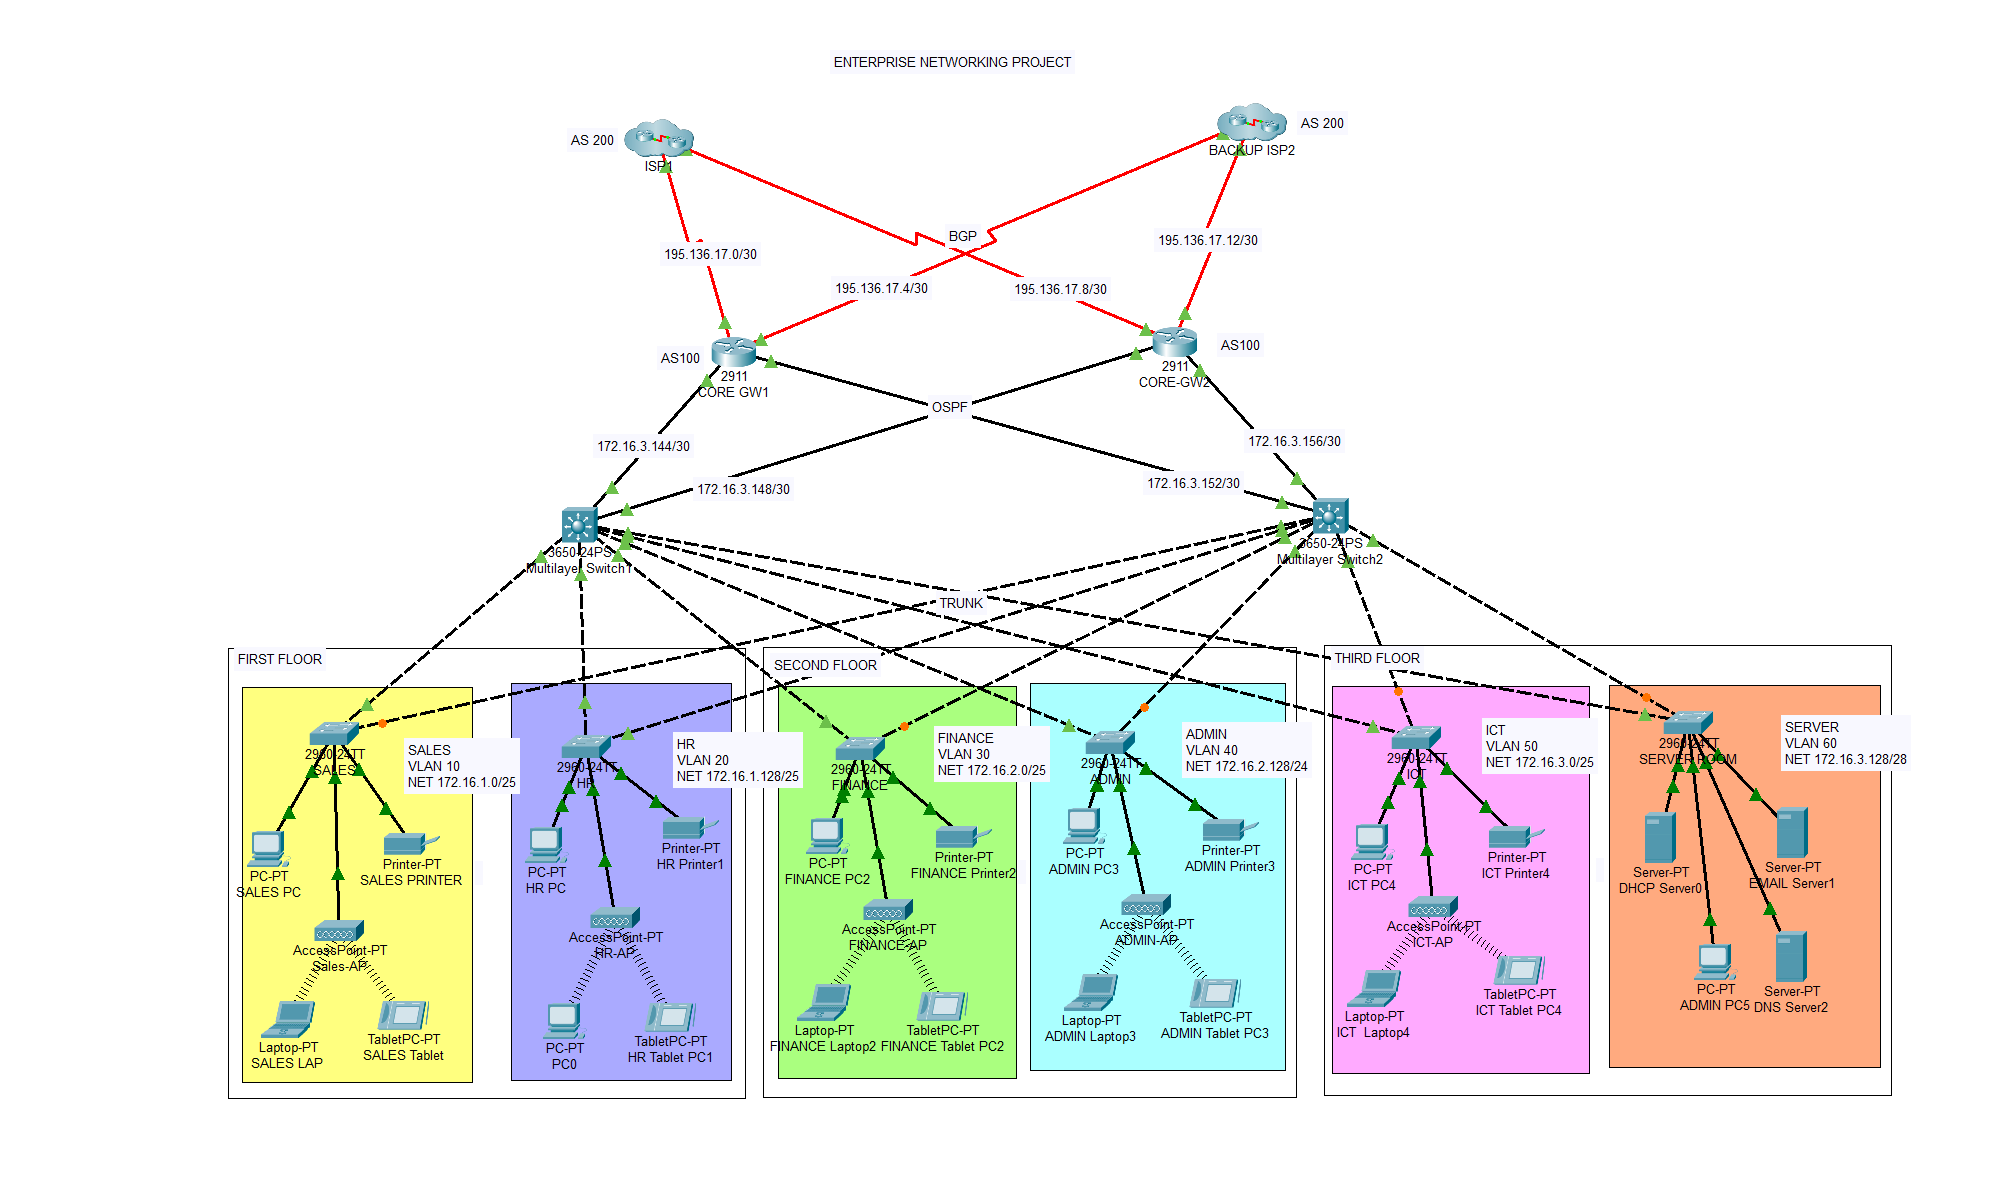 ENTERPRISE NETWORKING PROJECT
AS 200
ISP1
AS 200
BACKUP ISP2
BGP
195.136.17.0/30
195.136.17.12/30
195.136.17.4/30
195.136.17.8/30
AS100
2911
CORE GW1
AS100
2911
CORE-GW2
OSPF
172.16.3.144/30
172.16.3.156/30
172.16.3.148/30
172.16.3.152/30
3650-24PS
Multilayer Switch1
3650-24PS
Multilayer Switch2
TRUNK
FIRST FLOOR
SECOND FLOOR
THIRD FLOOR
2960-24TT
SALES
SALES
VLAN 10
NET 172.16.1.0/25
PC-PT
SALES PC
Printer-PT
SALES PRINTER
AccessPoint-PT
Sales-AP
Laptop-PT
SALES LAP
TabletPC-PT
SALES Tablet
2960-24TT
HR
HR
VLAN 20
NET 172.16.1.128/25
PC-PT
HR PC
Printer-PT
HR Printer1
AccessPoint-PT
HR-AP
PC-PT
PC0
TabletPC-PT
HR Tablet PC1
2960-24TT
FINANCE
FINANCE
VLAN 30
NET 172.16.2.0/25
PC-PT
FINANCE PC2
Printer-PT
FINANCE Printer2
AccessPoint-PT
FINANCE-AP
Laptop-PT
FINANCE Laptop2
TabletPC-PT
FINANCE Tablet PC2
2960-24TT
ADMIN
ADMIN
VLAN 40
NET 172.16.2.128/24
PC-PT
ADMIN PC3
Printer-PT
ADMIN Printer3
AccessPoint-PT
ADMIN-AP
Laptop-PT
ADMIN Laptop3
TabletPC-PT
ADMIN Tablet PC3
2960-24TT
ICT
ICT
VLAN 50
NET 172.16.3.0/25
PC-PT
ICT PC4
Printer-PT
ICT Printer4
AccessPoint-PT
ICT-AP
Laptop-PT
ICT Laptop4
TabletPC-PT
ICT Tablet PC4
2960-24TT
SERVER ROOM
SERVER
VLAN 60
NET 172.16.3.128/28
Server-PT
DHCP Server0
Server-PT
EMAIL Server1
PC-PT
ADMIN PC5
Server-PT
DNS Server2